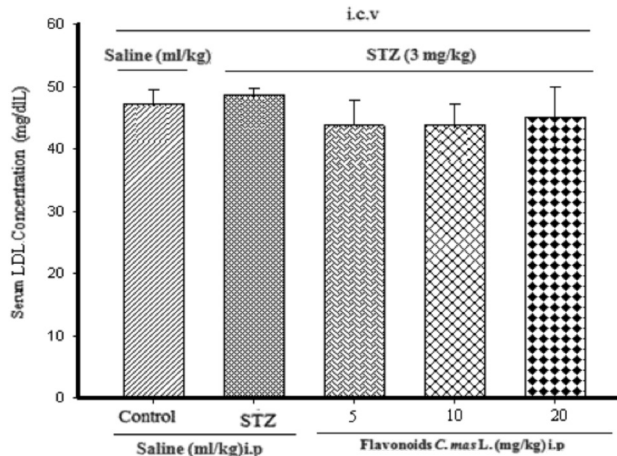 i.c.v
Saline (ml/kg)
STZ (3 mg/kg)
Serum LDL Concentration (mg/dlL)
60
50
40
30
20
10
0
Control
STZ
5
10
20
Saline (ml/kg)i.p
Flavonoids C. mas L. (mg/kg) i.p